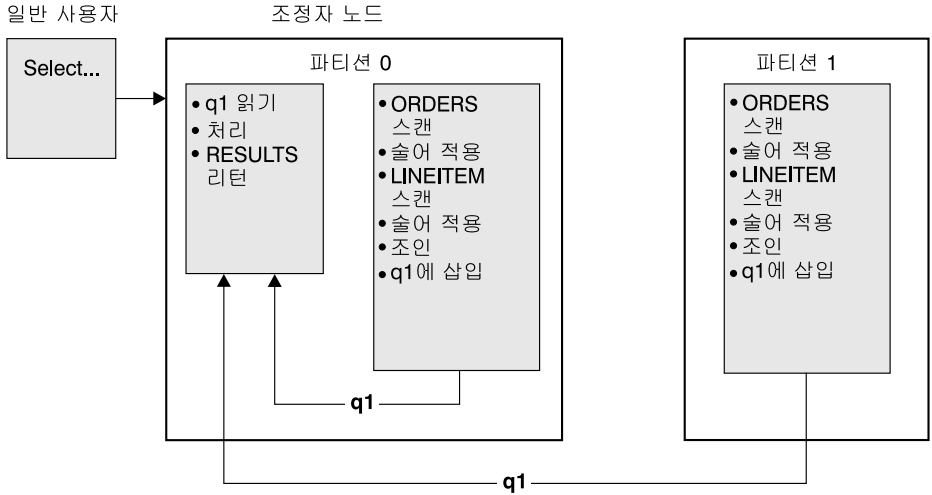 일반 사용자
조정자 노드
Select...
파티션 0
• q1 읽기
• 처리
• RESULTS
리턴
• ORDERS
스캔
• 술어 적용
• LINEITEM
스캔
• 술어 적용
• 조인
• q1에 삽입
파티션 1
• ORDERS
스캔
• 술어 적용
• LINEITEM
스캔
• 술어 적용
• 조인
• q1에 삽입
q1
q1